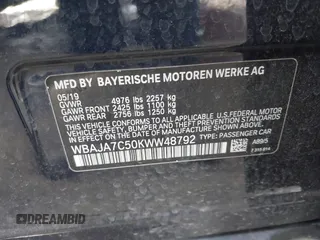 MFD BY BAYERISCHE MOTOREN WERKE AG
05/19
GVWR 4976 lbs 2257 kg
GAWR FRONT 2425 lbs 1100 kg
GAWR REAR 2756 lbs 1250 kg
THIS VEHICLE CONFORMS TO ALL APPLICABLE U.S. FEDERAL MOTOR
VEHICLE SAFETY, BUMPER, AND THEFT PREVENTION STANDARDS IN
EFFECT ON THE DATE OF MANUFACTURE SHOWN ABOVE.
WBAJA7C50KWW48792
TYPE: PASSENGER CAR
A89/5
DREAMBID